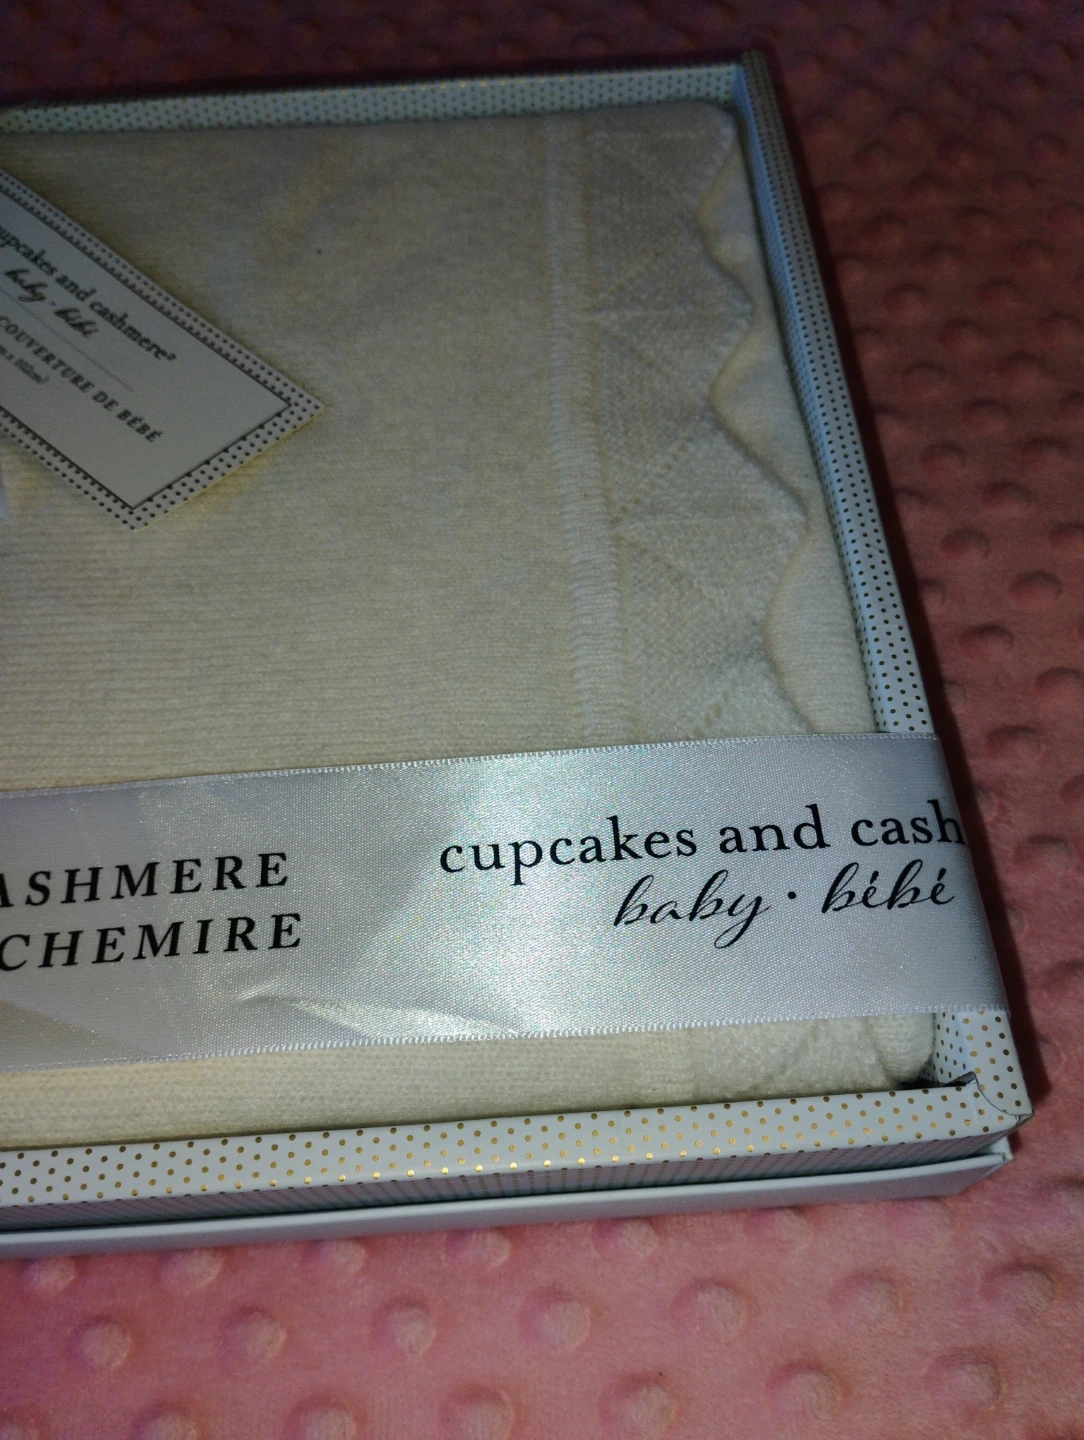 cupcakes and cashmere®
baby · bébé
COUVERTURE DE BÉBÉ
ASHMERE
CHEMIRE
cupcakes and cash
baby · bébé